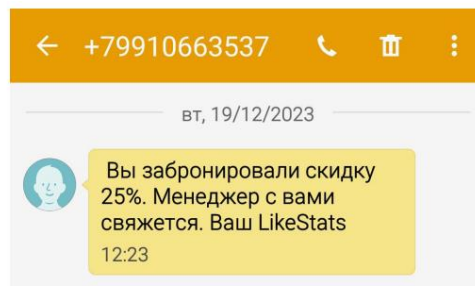 +79910663537
вт, 19/12/2023
Вы забронировали скидку
25%. Менеджер с вами
свяжется. Ваш LikeStats
12:23